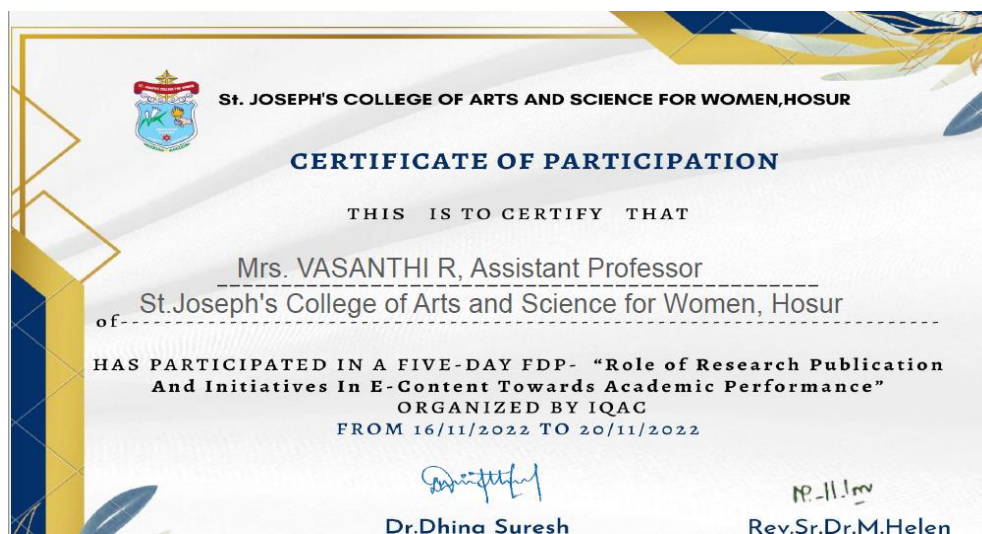 St. JOSEPH'S COLLEGE OF ARTS AND SCIENCE FOR WOMEN,HOSUR
CERTIFICATE OF PARTICIPATION
THIS IS TO CERTIFY THAT
Mrs. VASANTHI R, Assistant Professor
St.Joseph's College of Arts and Science for Women, Hosur
of
HAS PARTICIPATED IN A FIVE-DAY FDP- “Role of Research Publication
And Initiatives In E-Content Towards Academic Performance”
ORGANIZED BY IQAC
FROM 16/11/2022 TO 20/11/2022
Dr.Dhina Suresh
Rev.Sr.Dr.M.Helen